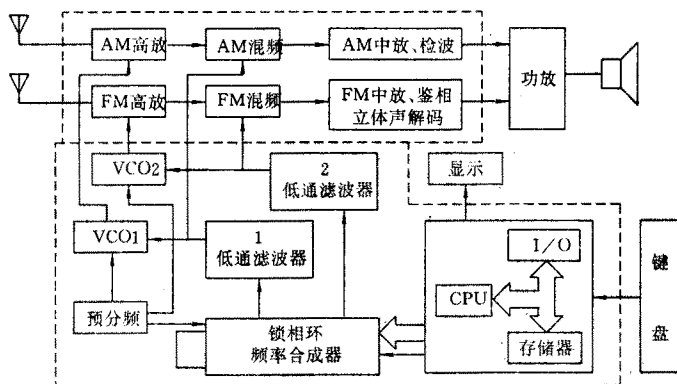 AM高放
AM混频
AM中放、检波
FM高放
FM混频
FM中放、鉴相
立体声解码
功放
VCO2
2
低通滤波器
显示
VCO1
1
低通滤波器
I/O
CPU
存储器
键
盘
预分频
锁相环
频率合成器